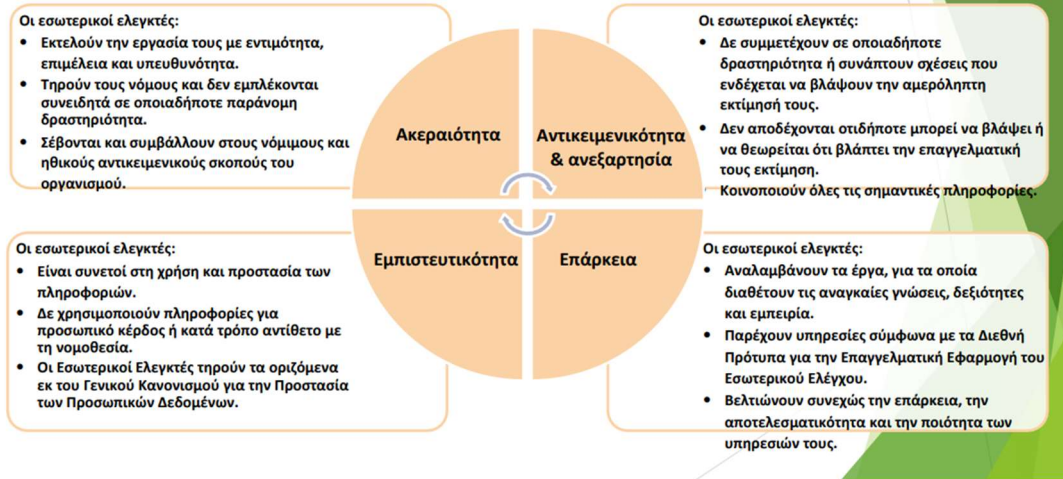 Οι εσωτερικοί ελεγκτές:
• Εκτελούν την εργασία τους με εντιμότητα,
επιμέλεια και υπευθυνότητα.
• Τηρούν τους νόμους και δεν εμπλέκονται
συνειδητά σε οποιαδήποτε παράνομη
δραστηριότητα.
• Σέβονται και συμβάλλουν στους νόμιμους και
ηθικούς αντικειμενικούς σκοπούς του
οργανισμού.
Ακεραιότητα
Αντικειμενικότητα
& ανεξαρτησία
Οι εσωτερικοί ελεγκτές:
• Δε συμμετέχουν σε οποιαδήποτε
δραστηριότητα ή συνάπτουν σχέσεις που
ενδέχεται να βλάψουν την αμερόληπτη
εκτίμησή τους.
• Δεν αποδέχονται οτιδήποτε μπορεί να βλάψει ή
να θεωρείται ότι βλάπτει την επαγγελματική
τους εκτίμηση.
Κοινοποιούν όλες τις σημαντικές πληροφορίες.
Οι εσωτερικοί ελεγκτές:
• Είναι συνετοί στη χρήση και προστασία των
πληροφοριών.
• Δε χρησιμοποιούν πληροφορίες για
προσωπικό κέρδος ή κατά τρόπο αντίθετο με
τη νομοθεσία.
• Οι Εσωτερικοί Ελεγκτές τηρούν τα οριζόμενα
εκ του Γενικού Κανονισμού για την Προστασία
των Προσωπικών Δεδομένων.
Εμπιστευτικότητα
Επάρκεια
Οι εσωτερικοί ελεγκτές:
• Αναλαμβάνουν τα έργα, για τα οποία
διαθέτουν τις αναγκαίες γνώσεις, δεξιότητες
και εμπειρία.
• Παρέχουν υπηρεσίες σύμφωνα με τα Διεθνή
Πρότυπα για την Επαγγελματική Εφαρμογή του
Εσωτερικού Ελέγχου.
• Βελτιώνουν συνεχώς την επάρκεια, την
αποτελεσματικότητα και την ποιότητα των
υπηρεσιών τους.